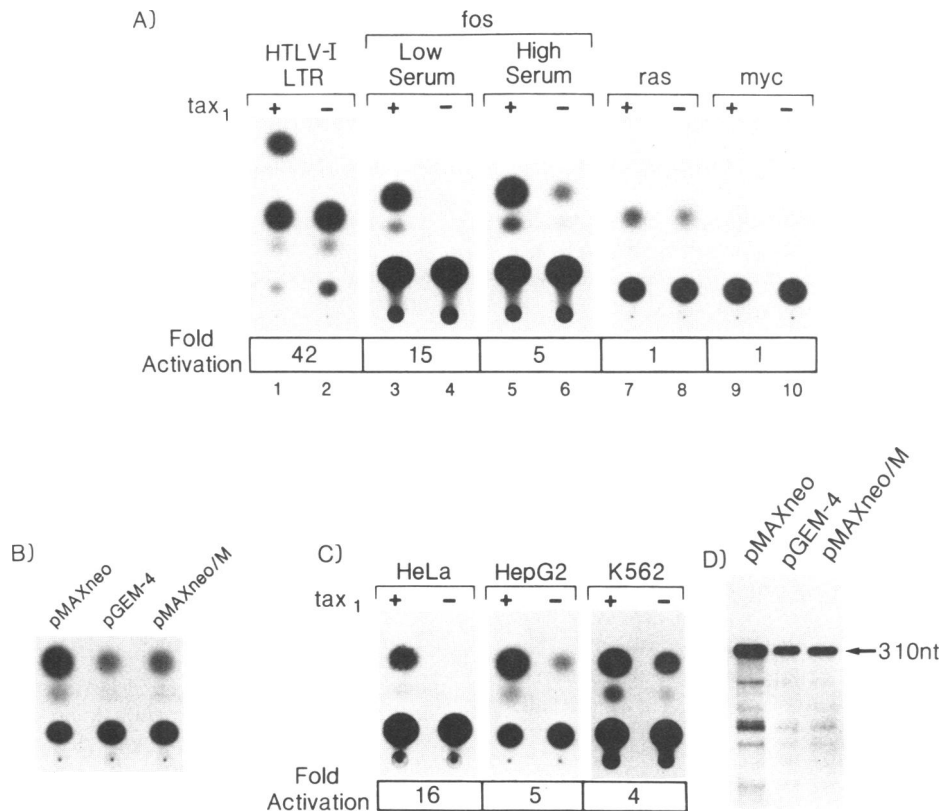 A)
fos
HTLV-I LTR
Low Serum
High Serum
ras
myc
tax1 + − + − + − + − + −
Fold Activation 42 15 5 1 1
1 2 3 4 5 6 7 8 9 10
B)
pMAXneo
pGEM-4
pMAXneo/M
C)
HeLa HepG2 K562
tax 1 + − + − + −
Fold Activation 16 5 4
D)
pMAXneo
pGEM-4
pMAXneo/M
310nt